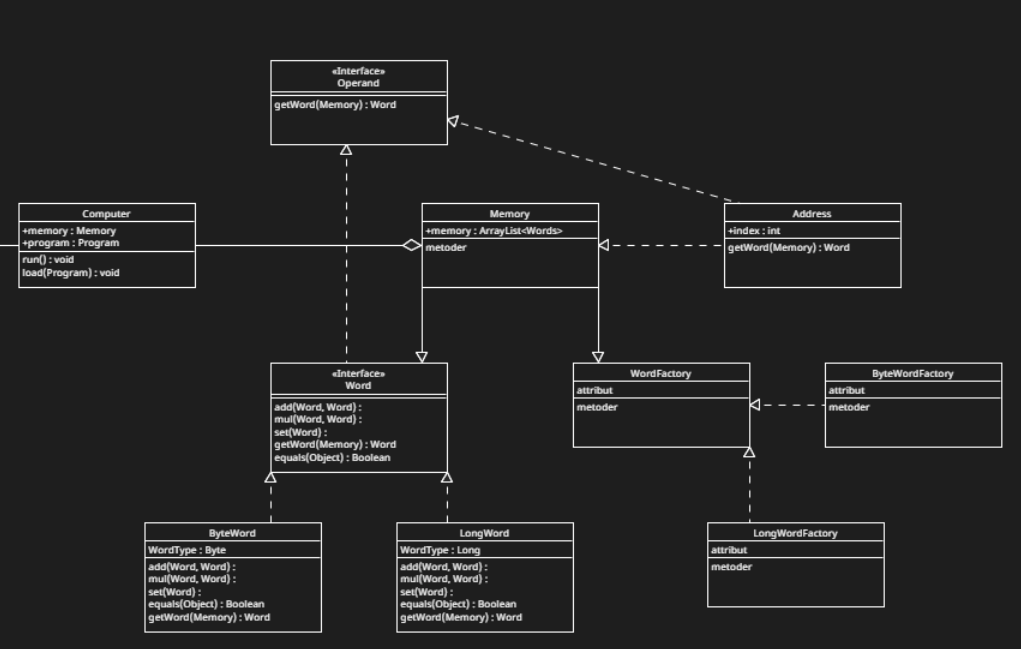 «Interface»
Operand
getWord(Memory) : Word
Computer
+memory : Memory
+program : Program
run() : void
load(Program) : void
Memory
+memory : ArrayList<Words>
metoder
Address
+index : int
getWord(Memory) : Word
«Interface»
Word
add(Word, Word) :
mul(Word, Word) :
set(Word) :
getWord(Memory) : Word
equals(Object) : Boolean
WordFactory
attribut
metoder
ByteWordFactory
attribut
metoder
ByteWord
WordType : Byte
add(Word, Word) :
mul(Word, Word) :
set(Word) :
equals(Object) : Boolean
getWord(Memory) : Word
LongWord
WordType : Long
add(Word, Word) :
mul(Word, Word) :
set(Word) :
equals(Object) : Boolean
getWord(Memory) : Word
LongWordFactory
attribut
metoder